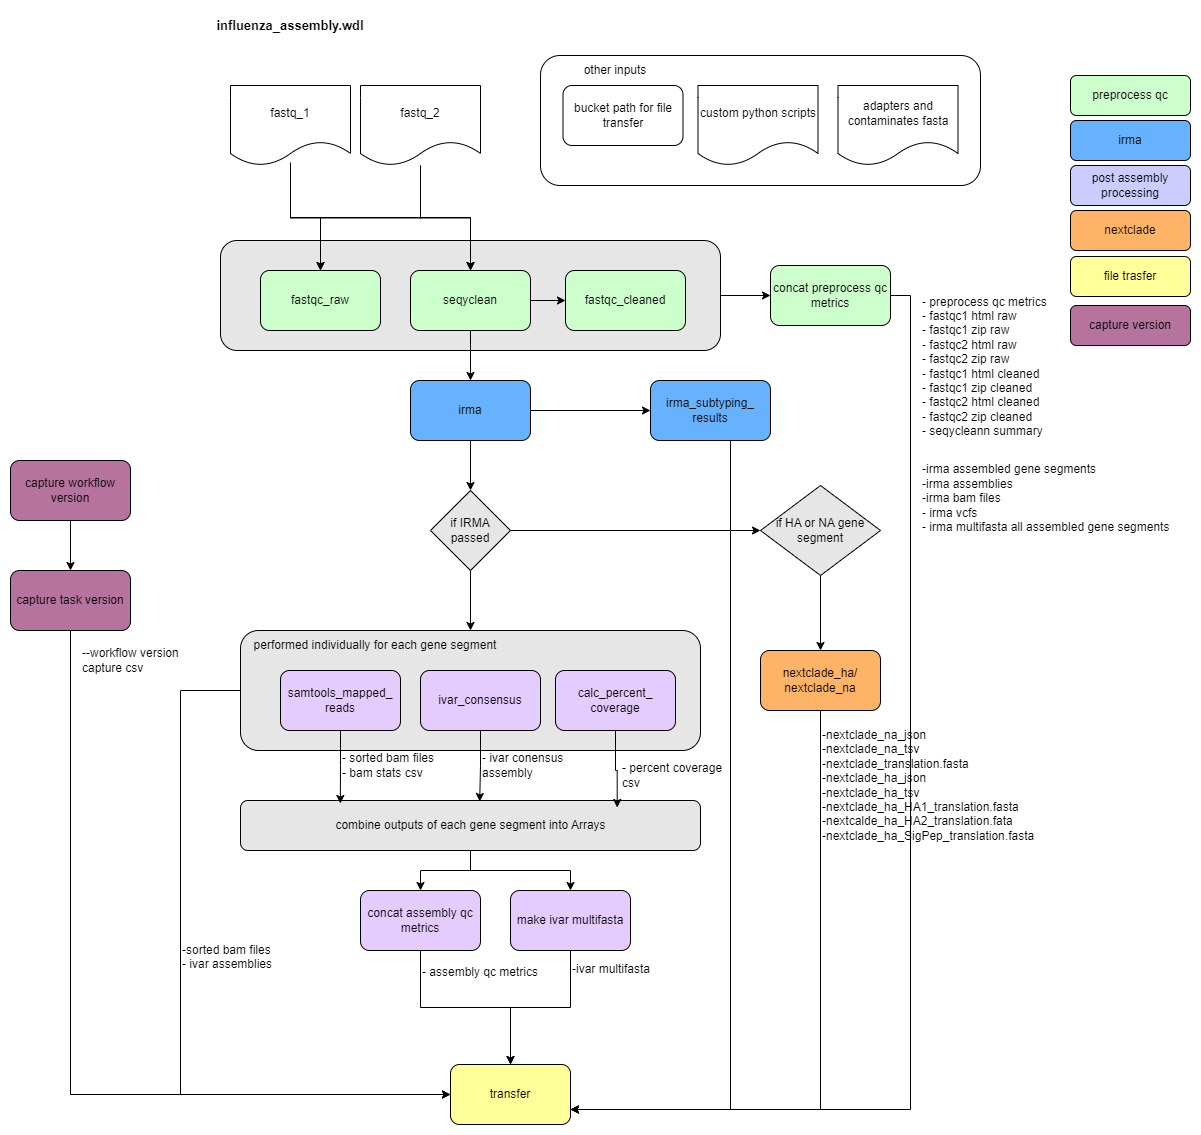 influenza_assembly.wdl
other inputs
fastq_1
fastq_2
bucket path for file
transfer
custom python scripts
adapters and
contaminates fasta
preprocess qc
irma
post assembly
processing
nextclade
file trasfer
capture version
fastqc_raw
seqyclean
fastqc_cleaned
concat preprocess qc
metrics
- preprocess qc metrics
- fastqc1 html raw
- fastqc1 zip raw
- fastqc2 html raw
- fastqc2 zip raw
- fastqc1 html cleaned
- fastqc1 zip cleaned
- fastqc2 html cleaned
- fastqc2 zip cleaned
- seqycleann summary
irma
irma_subtyping_
results
-irma assembled gene segments
-irma assemblies
-irma bam files
- irma vcfs
- irma multifasta all assembled gene segments
capture workflow
version
if IRMA
passed
if HA or NA gene
segment
capture task version
--workflow version
capture csv
performed individually for each gene segment
samtools_mapped_
reads
ivar_consensus
calc_percent_
coverage
nextclade_ha/
nextclade_na
- sorted bam files
- bam stats csv
- ivar conensus
assembly
- percent coverage
csv
-nextclade_na_json
-nextclade_na_tsv
-nextclade_translation.fasta
-nextclade_ha_json
-nextclade_ha_tsv
-nextclade_ha_HA1_translation.fasta
-nextcalde_ha_HA2_translation.fata
-nextclade_ha_SigPep_translation.fasta
combine outputs of each gene segment into Arrays
concat assembly qc
metrics
make ivar multifasta
-sorted bam files
- ivar assemblies
- assembly qc metrics
-ivar multifasta
transfer